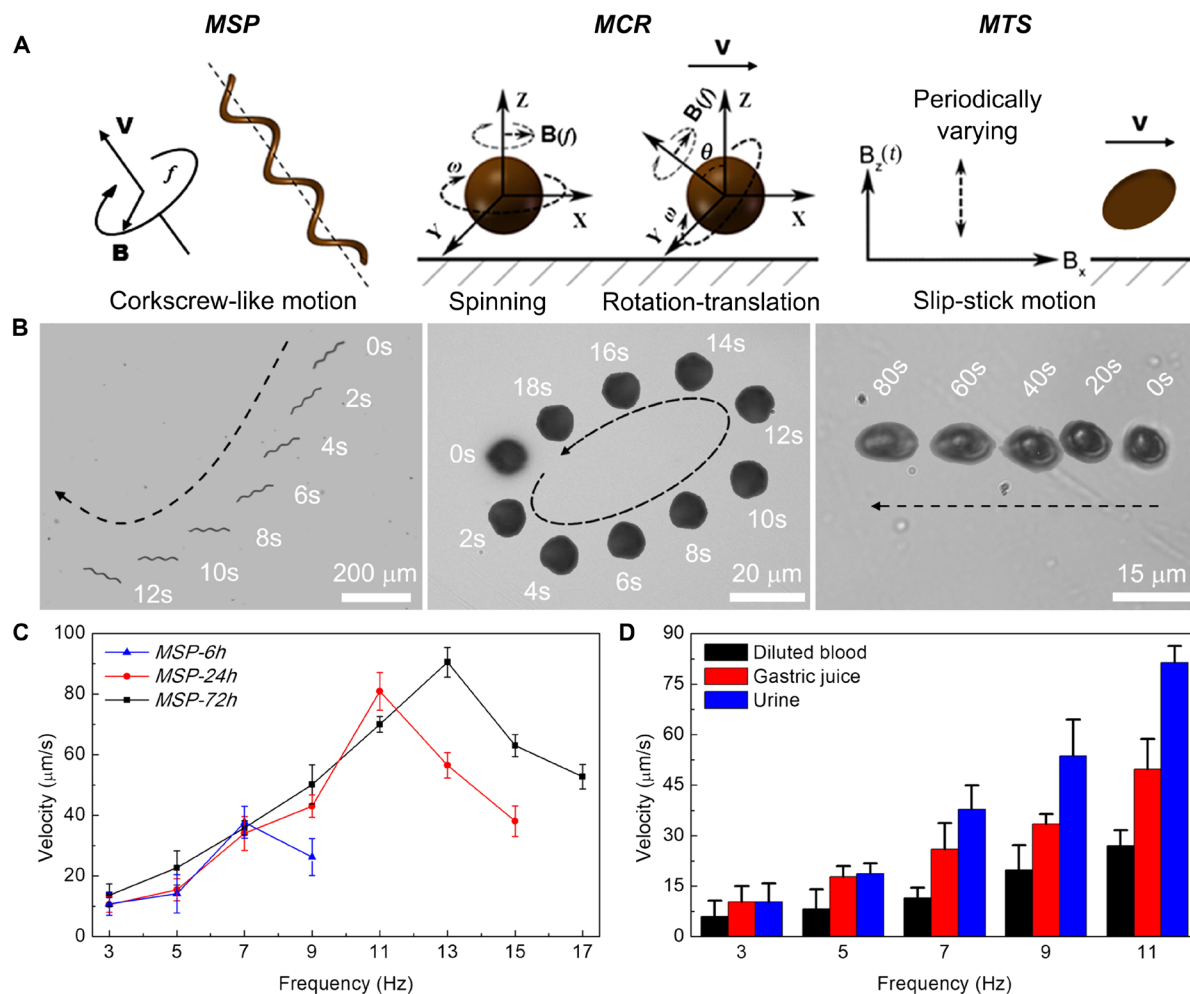 MSP MCR MTS
A
V
f
B
Z
B(f)
ω
X
Y
V
Z
B(f)
θ
ω
X
Y
Periodically
varying
B_z(t)
B_x
V
Corkscrew-like motion Spinning Rotation-translation Slip-stick motion
B
0s
2s
4s
6s
8s
10s
12s
200 μm
0s
2s
4s
6s
8s
10s
12s
14s
16s
18s
20 μm
80s 60s 40s 20s 0s
15 μm
C
MSP-6h
MSP-24h
MSP-72h
Velocity (μm/s)
100
80
60
40
20
0
3 5 7 9 11 13 15 17
Frequency (Hz)
D
Diluted blood
Gastric juice
Urine
Velocity (μm/s)
90
75
60
45
30
15
0
3 5 7 9 11
Frequency (Hz)